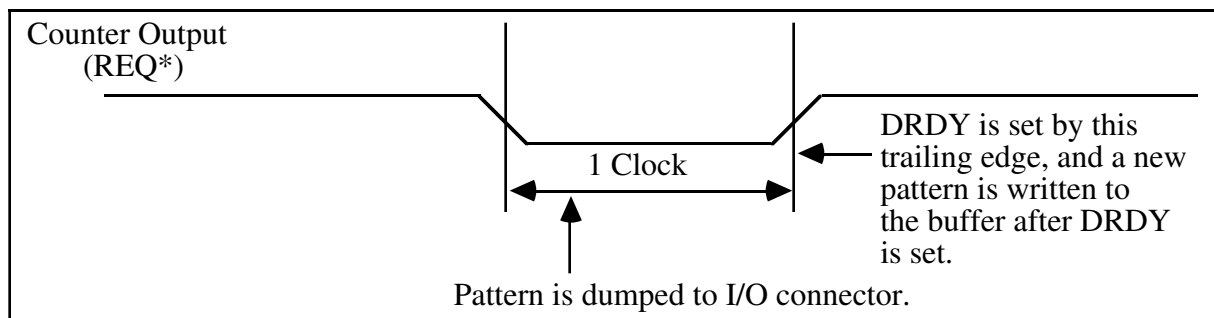 Counter Output
(REQ*)
1 Clock
DRDY is set by this
trailing edge, and a new
pattern is written to
the buffer after DRDY
is set.
Pattern is dumped to I/O connector.